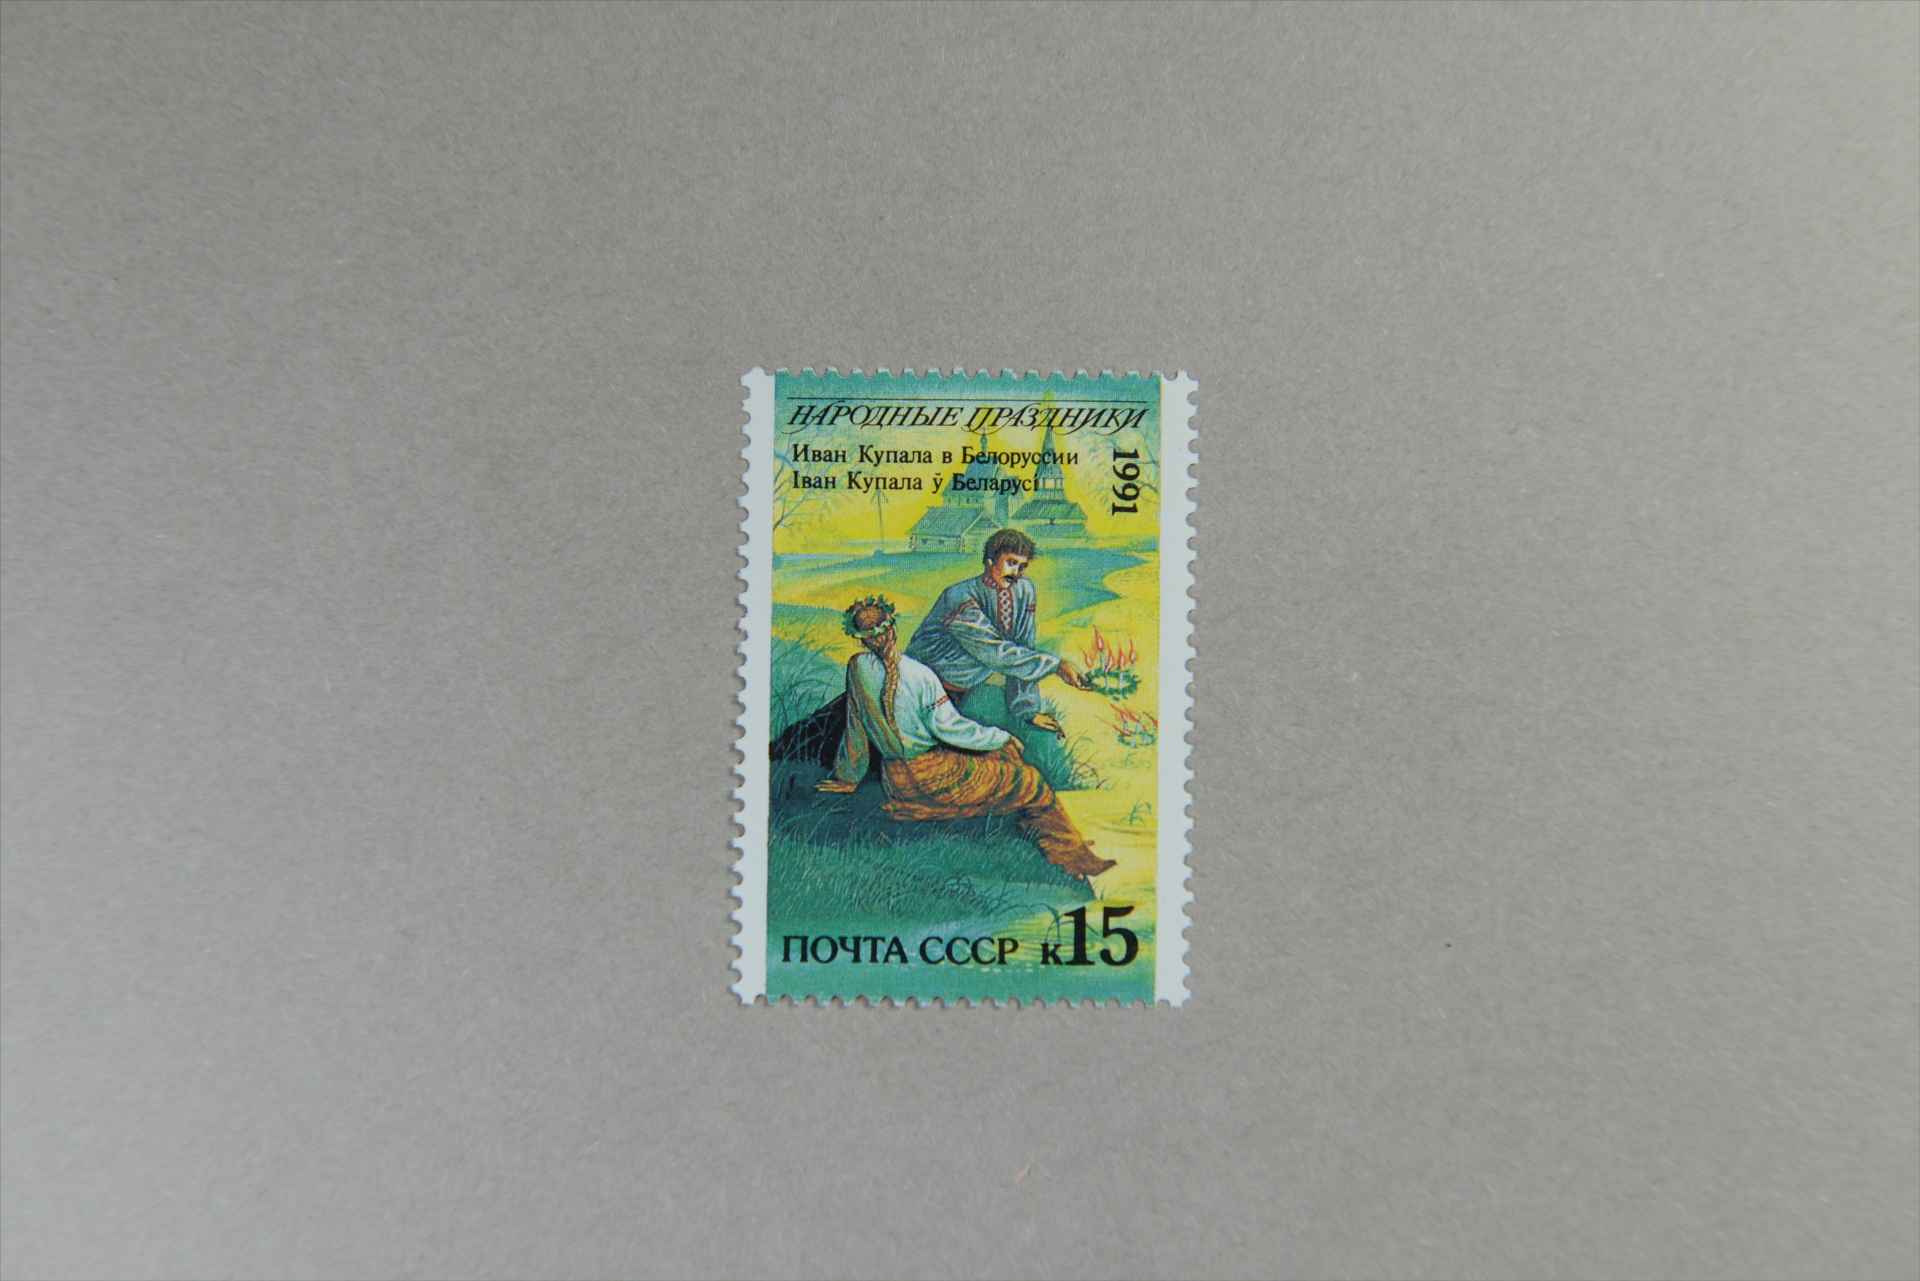 НАРОДНЫЕ ПРАЗДНИКИ
Иван Купала в Белоруссии
Іван Купала ў Беларусі
1991
ПОЧТА СССР к15